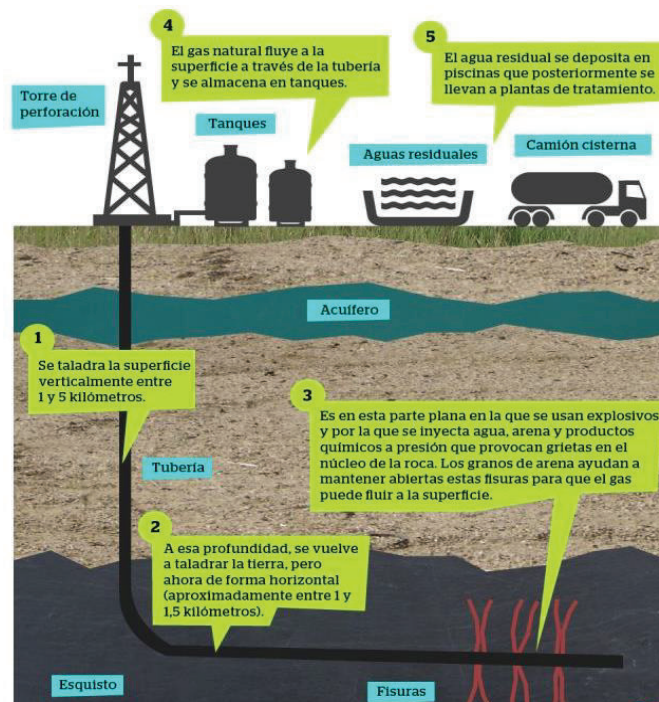 4
El gas natural fluye a la
superficie a través de la tubería
y se almacena en tanques.
5
El agua residual se deposita en
piscinas que posteriormente se
llevan a plantas de tratamiento.
Torre de
perforación
Tanques
Aguas residuales
Camión cisterna
Acuífero
1
Se taladra la superficie
verticalmente entre
1 y 5 kilómetros.
3
Es en esta parte plana en la que se usan explosivos
y por la que se inyecta agua, arena y productos
químicos a presión que provocan grietas en el
núcleo de la roca. Los granos de arena ayudan a
mantener abiertas estas fisuras para que el gas
puede fluir a la superficie.
Tubería
2
A esa profundidad, se vuelve
a taladrar la tierra, pero
ahora de forma horizontal
(aproximadamente entre 1 y
1,5 kilómetros).
Esquisto
Fisuras